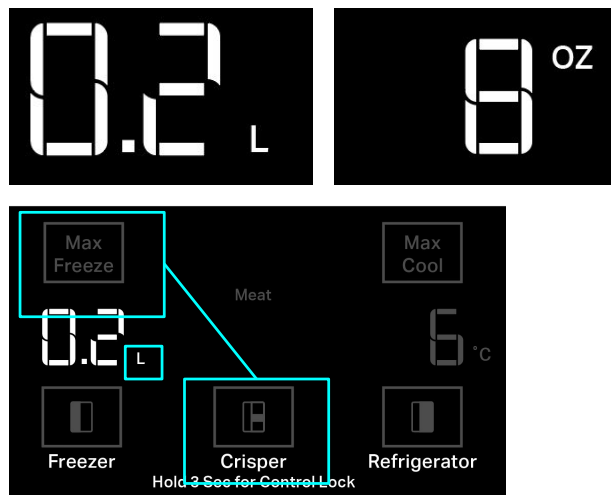 0.2 L
8 OZ
Max Freeze
Max Cool
Meat
0.2 L
6 °C
Freezer
Crisper
Refrigerator
Hold 3 Sec for Control Lock